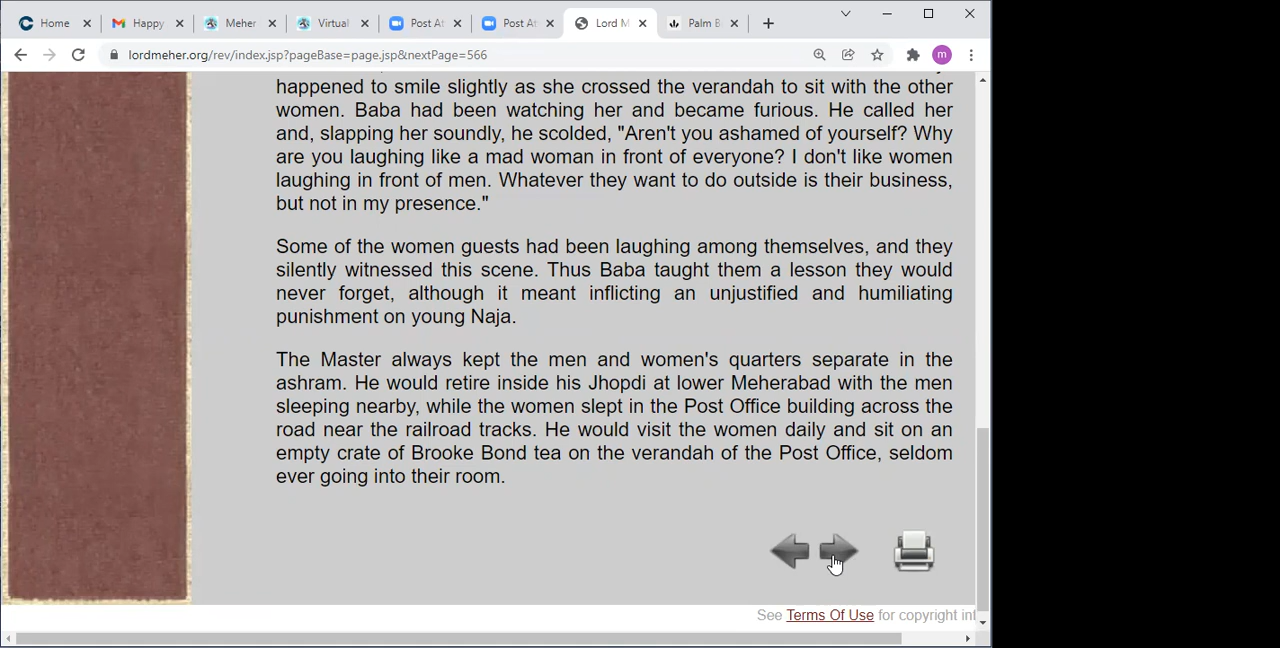 Home
Happy
Meher
Virtual
Post At
Post At
Lord M
Palm B
lordmeher.org/rev/index.jsp?pageBase=page.jsp&nextPage=566
m
happened to smile slightly as she crossed the verandah to sit with the other
women. Baba had been watching her and became furious. He called her
and, slapping her soundly, he scolded, "Aren't you ashamed of yourself? Why
are you laughing like a mad woman in front of everyone? I don't like women
laughing in front of men. Whatever they want to do outside is their business,
but not in my presence."
Some of the women guests had been laughing among themselves, and they
silently witnessed this scene. Thus Baba taught them a lesson they would
never forget, although it meant inflicting an unjustified and humiliating
punishment on young Naja.
The Master always kept the men and women's quarters separate in the
ashram. He would retire inside his Jhopdi at lower Meherabad with the men
sleeping nearby, while the women slept in the Post Office building across the
road near the railroad tracks. He would visit the women daily and sit on an
empty crate of Brooke Bond tea on the verandah of the Post Office, seldom
ever going into their room.
See Terms Of Use for copyright inf